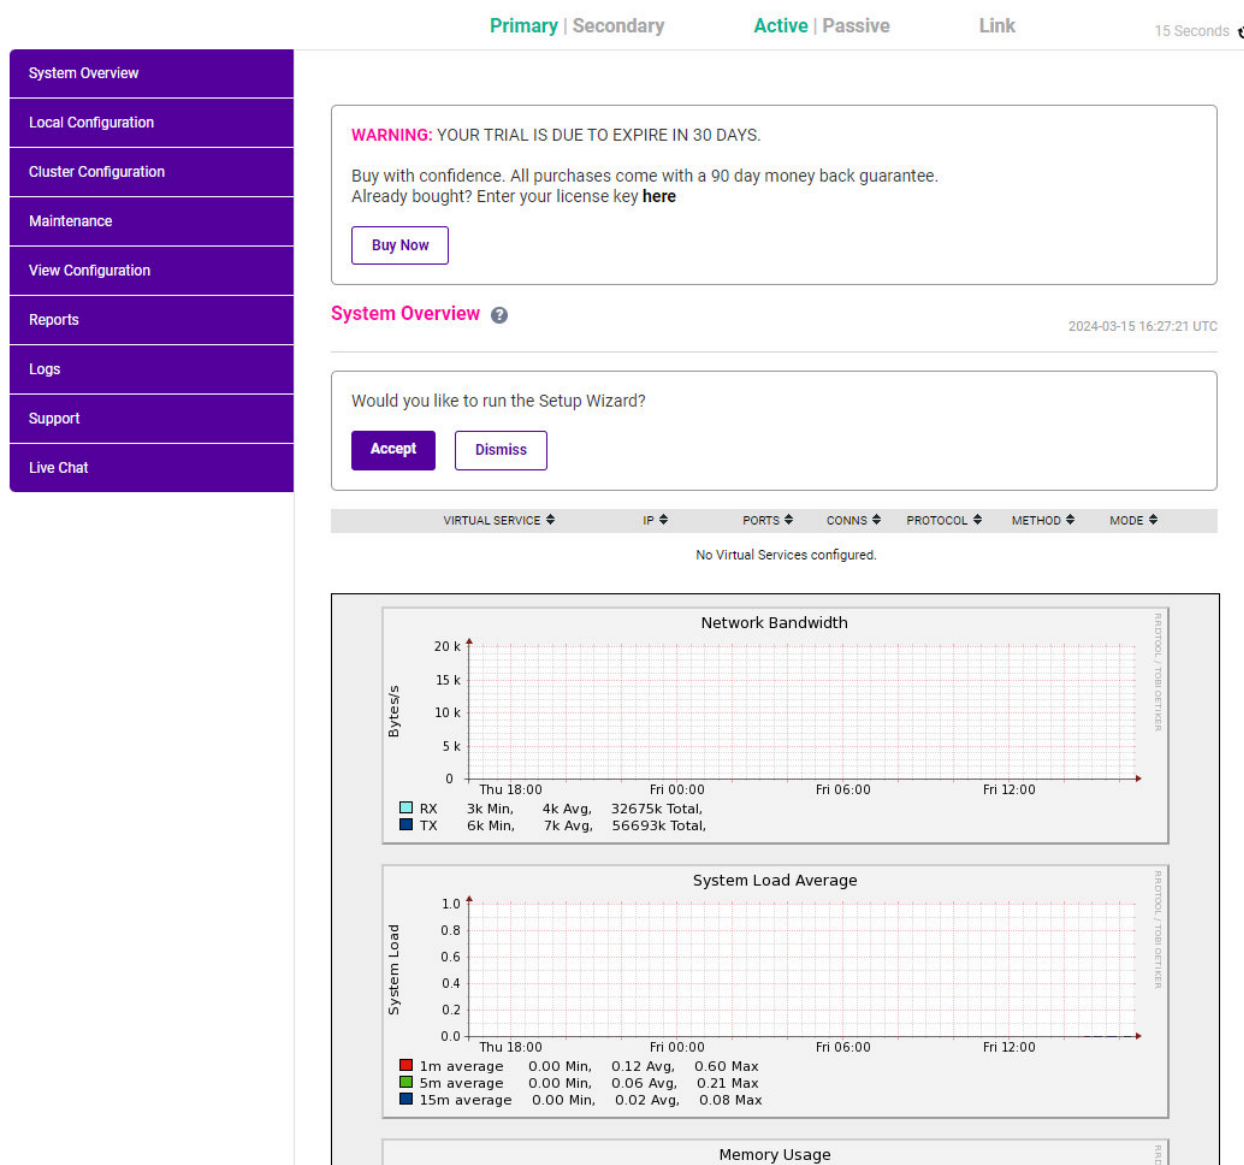 Primary | Secondary Active | Passive Link 15 Seconds
System Overview
Local Configuration
Cluster Configuration
Maintenance
View Configuration
Reports
Logs
Support
Live Chat
WARNING: YOUR TRIAL IS DUE TO EXPIRE IN 30 DAYS.
Buy with confidence. All purchases come with a 90 day money back guarantee.
Already bought? Enter your license key here
Buy Now
System Overview ?
2024-03-15 16:27:21 UTC
Would you like to run the Setup Wizard?
Accept Dismiss
VIRTUAL SERVICE IP PORTS CONNS PROTOCOL METHOD MODE
No Virtual Services configured.
Network Bandwidth
RRDTOOL / TOBI OETIKER
Bytes/s
20 k
15 k
10 k
5 k
0
Thu 18:00 Fri 00:00 Fri 06:00 Fri 12:00
RX 3k Min, 4k Avg, 32675k Total,
TX 6k Min, 7k Avg, 56693k Total,
System Load Average
RRDTOOL / TOBI OETIKER
System Load
1.0
0.8
0.6
0.4
0.2
0.0
Thu 18:00 Fri 00:00 Fri 06:00 Fri 12:00
1m average 0.00 Min, 0.12 Avg, 0.60 Max
5m average 0.00 Min, 0.06 Avg, 0.21 Max
15m average 0.00 Min, 0.02 Avg, 0.08 Max
Memory Usage